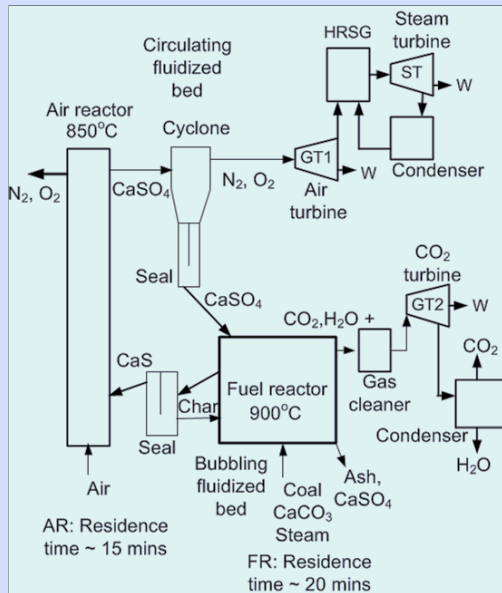 Steam
turbine
HRSG
ST
W
Condenser
Circulating
fluidized
bed
Cyclone
Air reactor
850°C
N₂, O₂
CaSO₄
N₂, O₂
GT1
W
Air
turbine
Seal
CaSO₄
CO₂
turbine
GT2
W
CO₂,H₂O +
Gas
cleaner
CO₂
Condenser
H₂O
CaS
Char
Seal
Fuel reactor
900°C
Bubbling
fluidized
bed
Coal
CaCO₃
Steam
Ash,
CaSO₄
Air
AR: Residence
time ~ 15 mins
FR: Residence
time ~ 20 mins